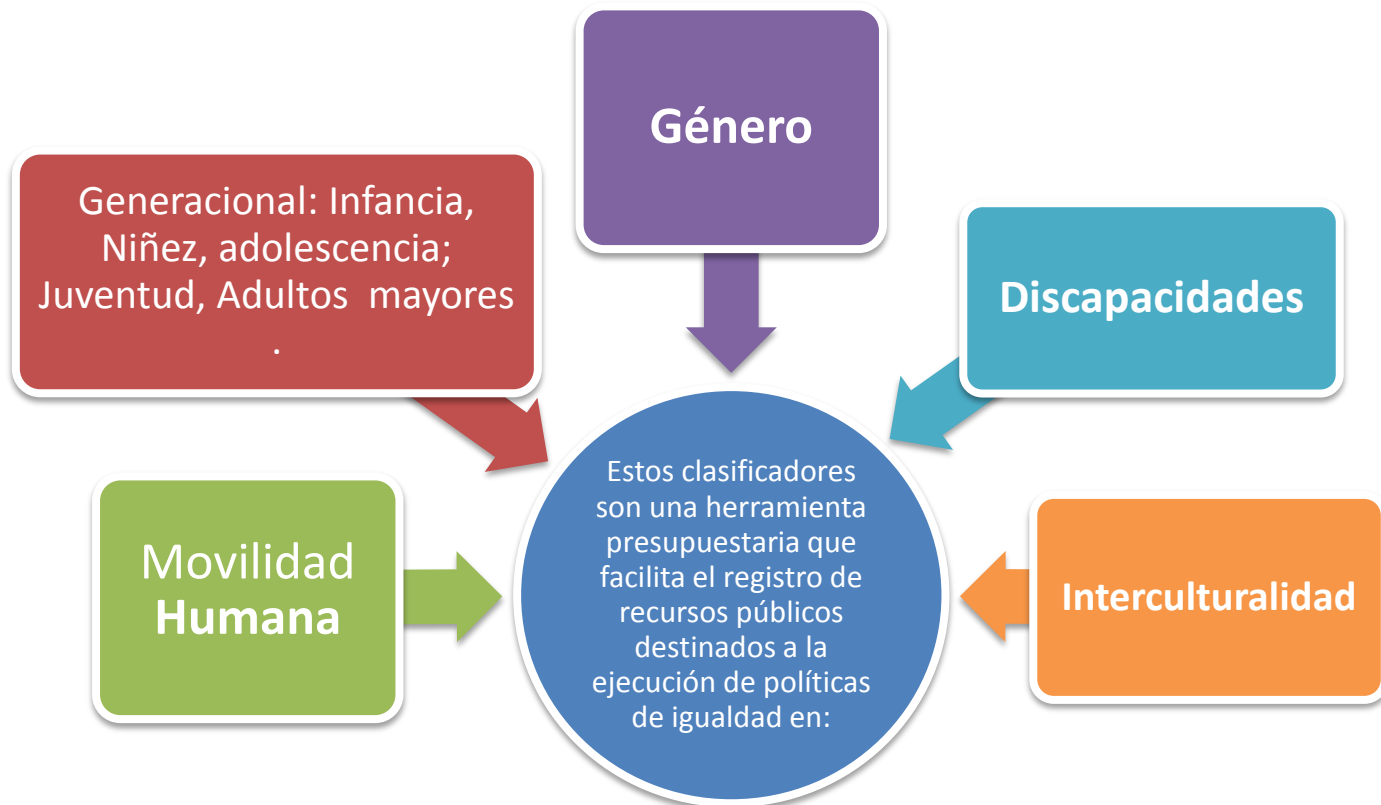 Género
Generacional: Infancia,
Niñez, adolescencia;
Juventud, Adultos  mayores
.
Discapacidades
Movilidad
Humana
Estos clasificadores
son una herramienta
presupuestaria que
facilita el registro de
recursos públicos
destinados a la
ejecución de políticas
de igualdad en:
Interculturalidad